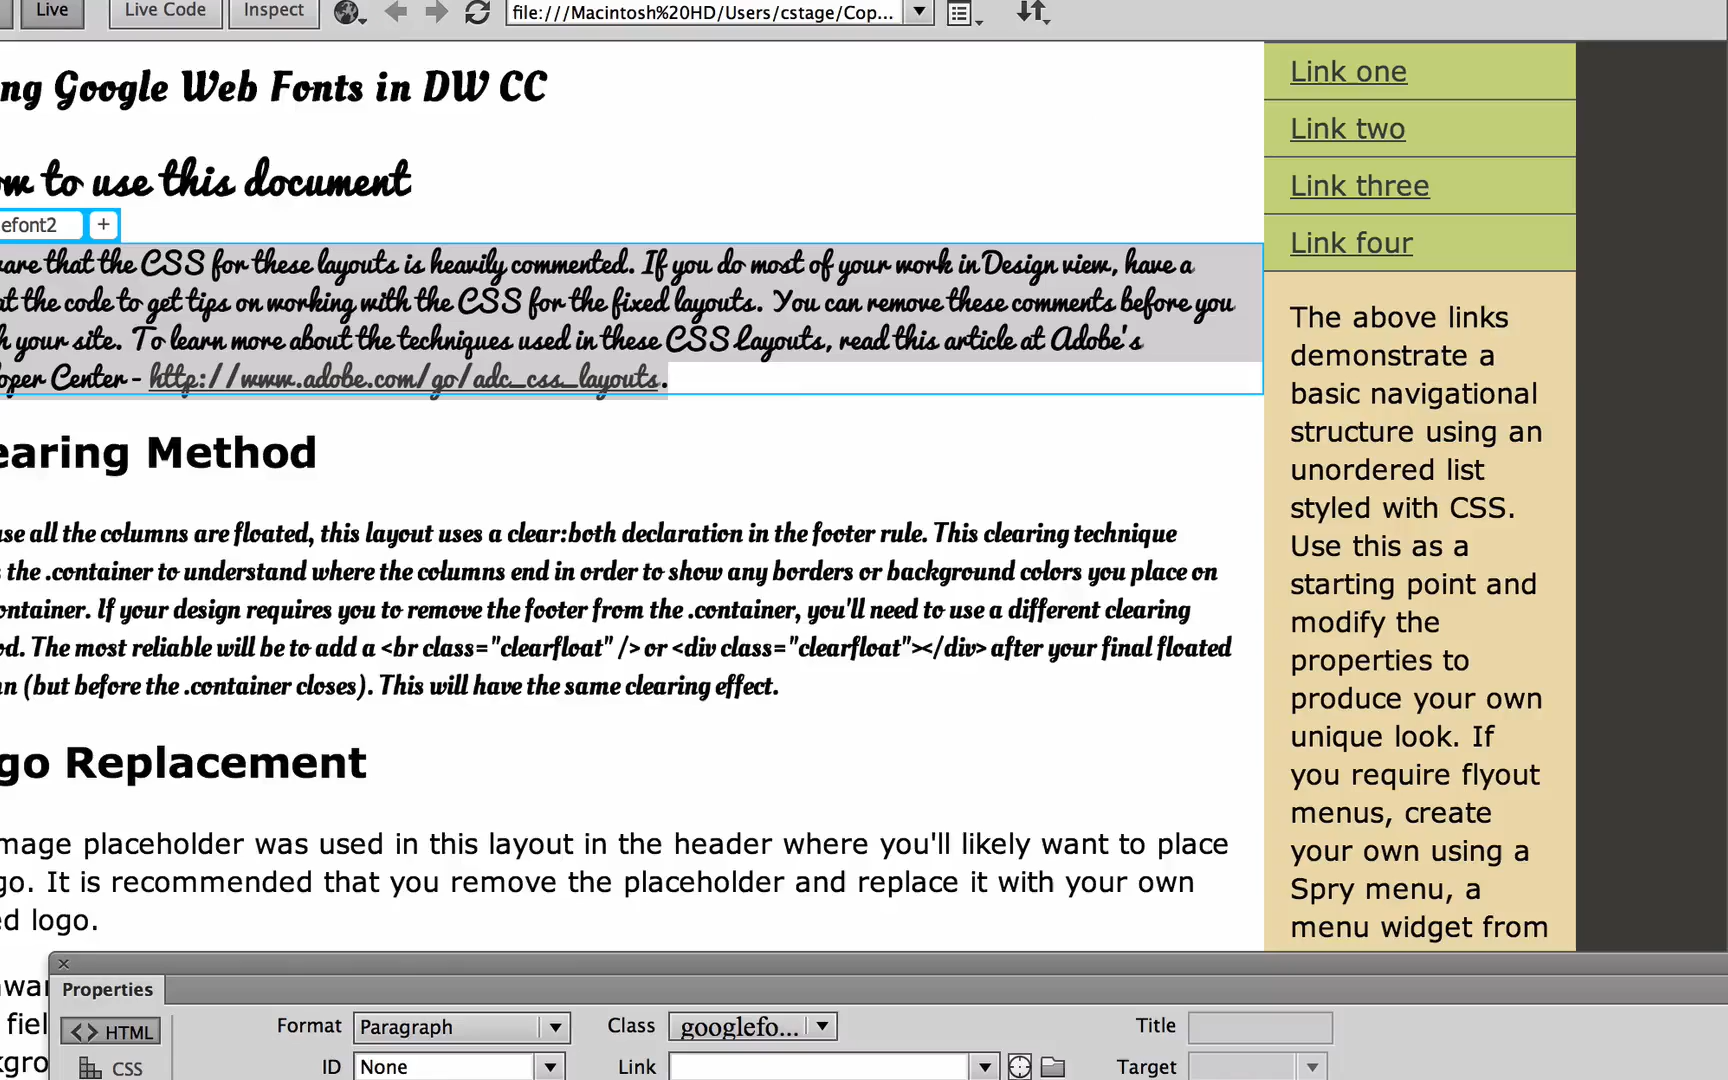 Live Live Code Inspect file:///Macintosh%20HD/Users/cstage/Cop...
ng Google Web Fonts in DW CC
ow to use this document
efont2 +
are that the CSS for these layouts is heavily commented. If you do most of your work in Design view, have a
at the code to get tips on working with the CSS for the fixed layouts. You can remove these comments before you
h your site. To learn more about the techniques used in these CSS Layouts, read this article at Adobe's
oper Center - http://www.adobe.com/go/adc_css_layouts.
earing Method
use all the columns are floated, this layout uses a clear:both declaration in the footer rule. This clearing technique
s the .container to understand where the columns end in order to show any borders or background colors you place on
ontainer. If your design requires you to remove the footer from the .container, you'll need to use a different clearing
od. The most reliable will be to add a <br class="clearfloat" /> or <div class="clearfloat"></div> after your final floated
n (but before the .container closes). This will have the same clearing effect.
go Replacement
mage placeholder was used in this layout in the header where you'll likely want to place
go. It is recommended that you remove the placeholder and replace it with your own
ed logo.
awar
fiel
kgro
Link one
Link two
Link three
Link four
The above links
demonstrate a
basic navigational
structure using an
unordered list
styled with CSS.
Use this as a
starting point and
modify the
properties to
produce your own
unique look. If
you require flyout
menus, create
your own using a
Spry menu, a
menu widget from
Properties
<> HTML Format Paragraph Class googlefo... Title
CSS ID None Link Target